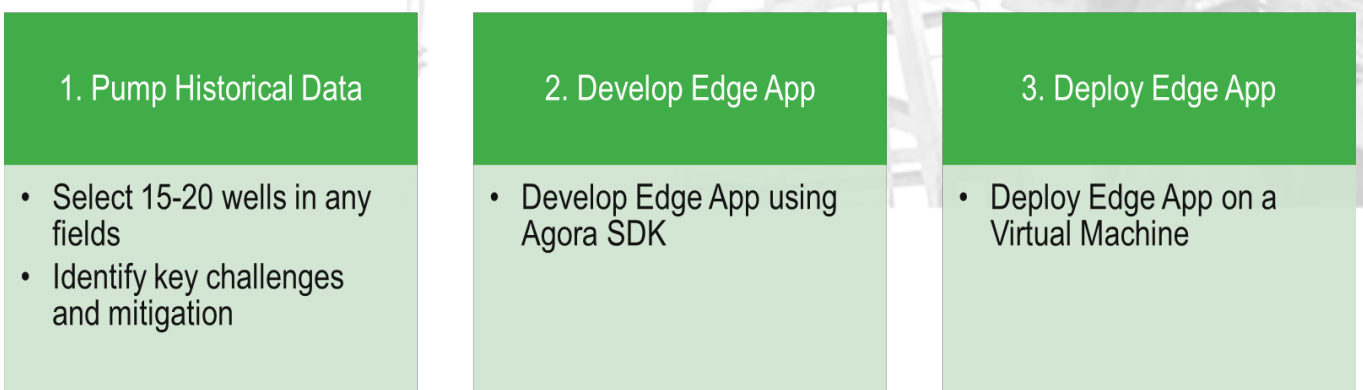 1. Pump Historical Data
• Select 15-20 wells in any
fields
• Identify key challenges
and mitigation
2. Develop Edge App
• Develop Edge App using
Agora SDK
3. Deploy Edge App
• Deploy Edge App on a
Virtual Machine